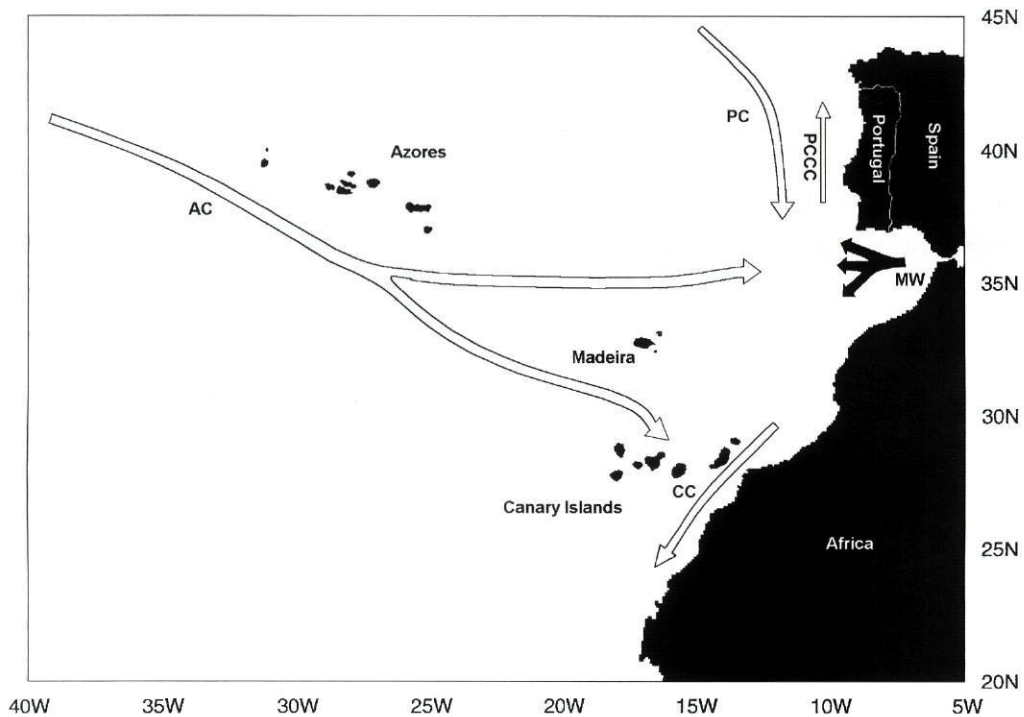 45N
PC
PCCC
Portugal
Spain
Azores
40N
AC
MW
35N
Madeira
30N
CC
Canary Islands
Africa
25N
20N
40W 35W 30W 25W 20W 15W 10W 5W